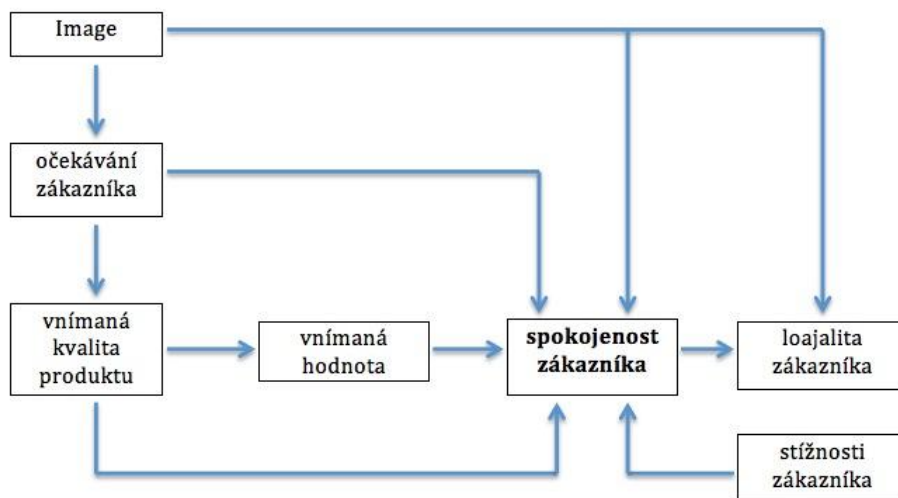 Image
očekávání
zákazníka
vnímaná
kvalita
produktu
vnímaná
hodnota
spokojenost
zákazníka
loajalita
zákazníka
stížnosti
zákazníka